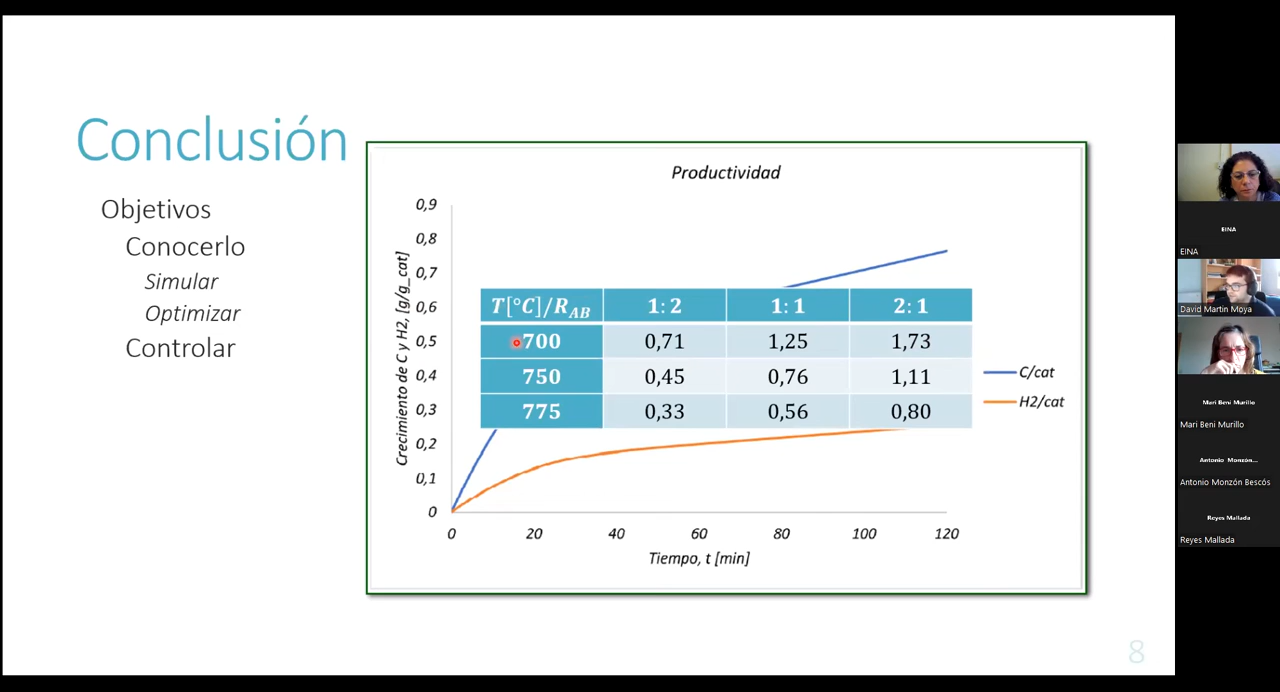 Conclusión
Objetivos
Conocerlo
Simular
Optimizar
Controlar
Productividad
Crecimiento de C y H2, [g/g_cat]
0,9
0,8
0,7
0,6
0,5
0,4
0,3
0,2
0,1
0
T[°C]/R_AB 1:2 1:1 2:1
700 0,71 1,25 1,73
750 0,45 0,76 1,11
775 0,33 0,56 0,80
C/cat
H2/cat
0 20 40 60 80 100 120
Tiempo, t [min]
8
EINA
EINA
David Martin Moya
Mari Beni Murillo
Mari Beni Murillo
Antonio Monzón...
Antonio Monzón Bescós
Reyes Mallada
Reyes Mallada